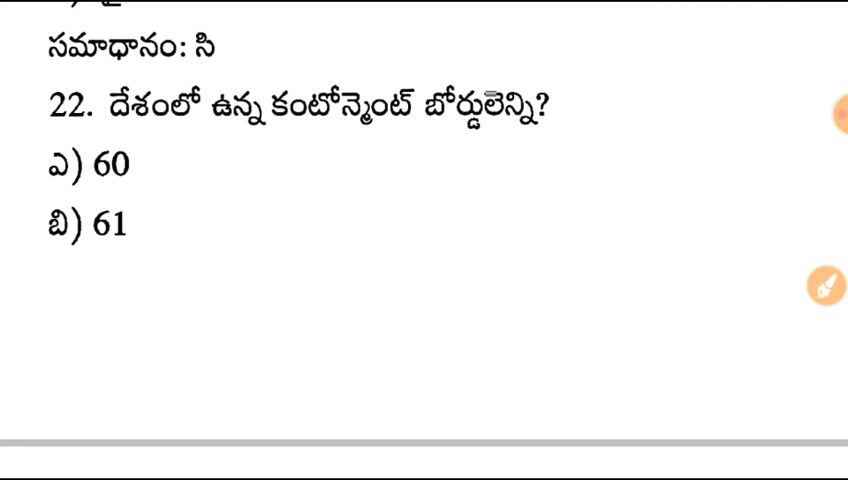 సమాధానం: సి
22. దేశంలో ఉన్న కంటోన్మెంట్ బోర్డులెన్ని?
ఎ) 60
బి) 61